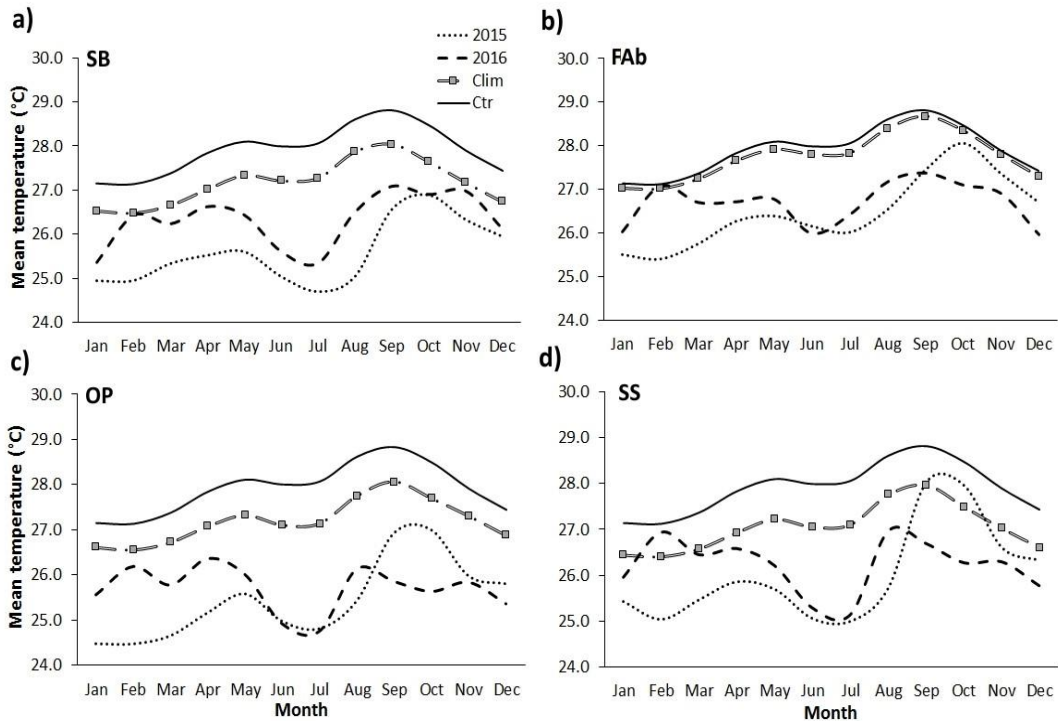 a)
SB
2015
2016
Clim
Ctr
Mean temperature (°C)
30.0
29.0
28.0
27.0
26.0
25.0
24.0
Jan Feb Mar Apr May Jun Jul Aug Sep Oct Nov Dec
b)
FAb
30.0
29.0
28.0
27.0
26.0
25.0
24.0
Jan Feb Mar Apr May Jun Jul Aug Sep Oct Nov Dec
c)
OP
Mean temperature (°C)
30.0
29.0
28.0
27.0
26.0
25.0
24.0
Jan Feb Mar Apr May Jun Jul Aug Sep Oct Nov Dec
Month
d)
SS
30.0
29.0
28.0
27.0
26.0
25.0
24.0
Jan Feb Mar Apr May Jun Jul Aug Sep Oct Nov Dec
Month